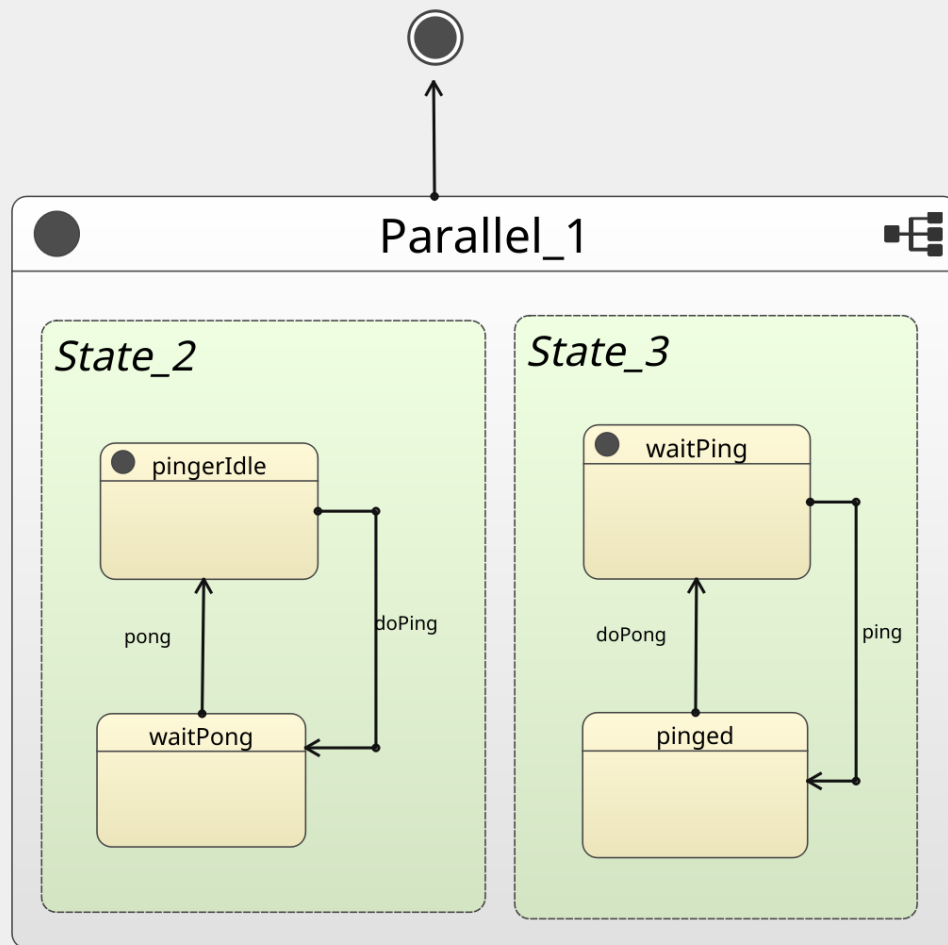 Parallel_1
State_2
pingerIdle
doPing
pong
waitPong
State_3
waitPing
ping
doPong
pinged